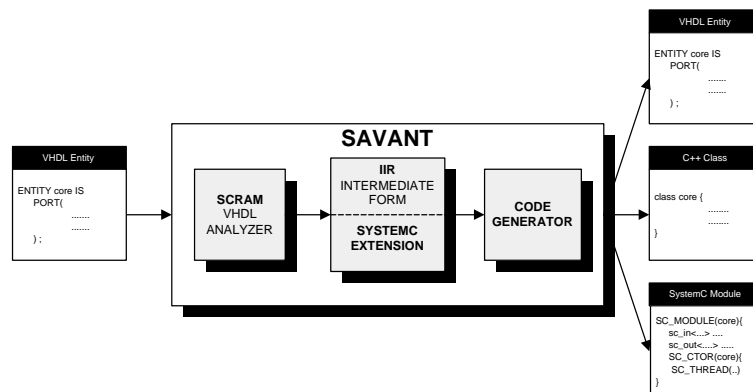 VHDL Entity
ENTITY core IS
PORT(
.......
.......
) ;
SAVANT
SCRAM
VHDL
ANALYZER
IIR
INTERMEDIATE
FORM
SYSTEMC
EXTENSION
CODE
GENERATOR
VHDL Entity
ENTITY core IS
PORT(
.......
.......
) ;
C++ Class
class core {
........
........
}
SystemC Module
SC_MODULE(core){
sc_in<...> ....
sc_out<....> .....
SC_CTOR(core){
SC_THREAD(..)
}